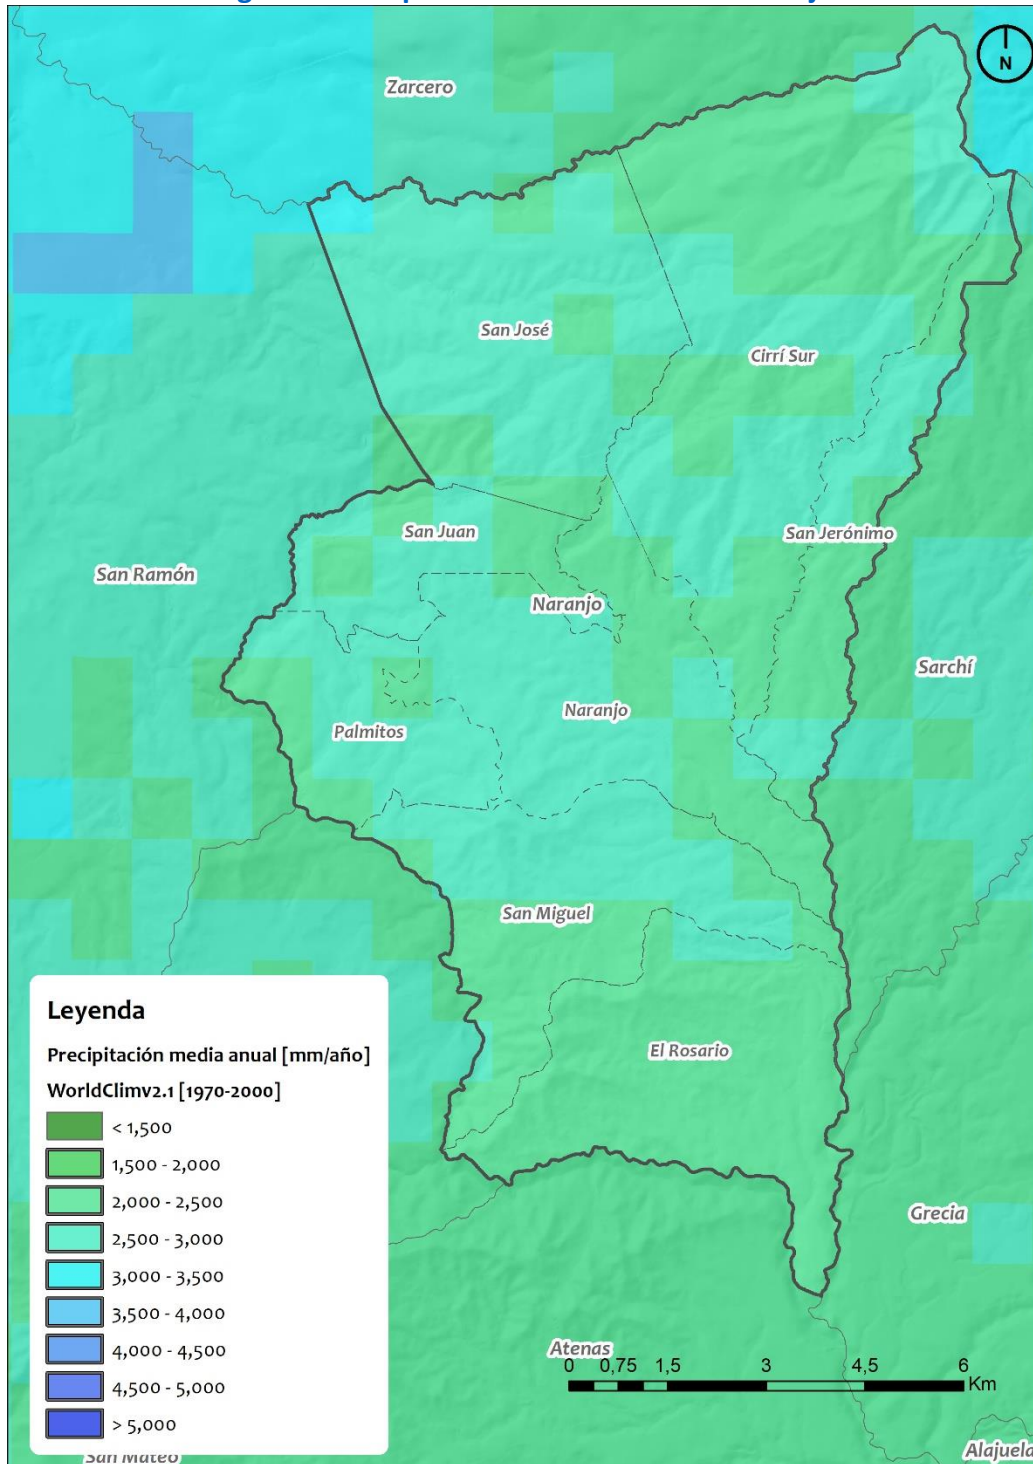 Zarcero
N
San José
Cirrí Sur
San Juan
San Jerónimo
San Ramón
Naranjo
Sarchí
Naranjo
Palmitos
San Miguel
El Rosario
Grecia
Atenas
Alajuela
San Mateo
Leyenda
Precipitación media anual [mm/año]
WorldClimv2.1 [1970-2000]
< 1,500
1,500 - 2,000
2,000 - 2,500
2,500 - 3,000
3,000 - 3,500
3,500 - 4,000
4,000 - 4,500
4,500 - 5,000
> 5,000
0 0,75 1,5 3 4,5 6
Km